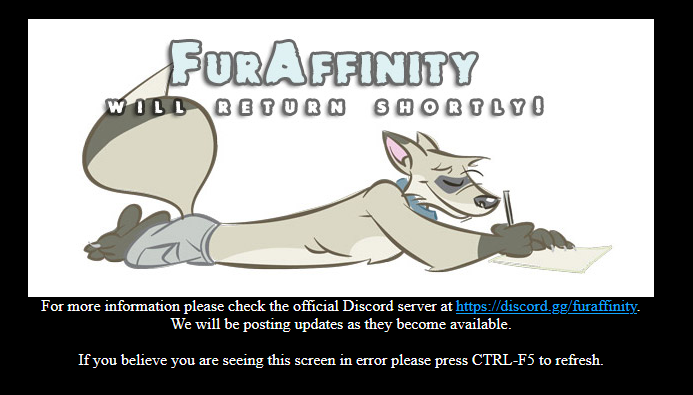 FurAffinity
will return shortly!
For more information please check the official Discord server at https://discord.gg/furaffinity.
We will be posting updates as they become available.
If you believe you are seeing this screen in error please press CTRL-F5 to refresh.